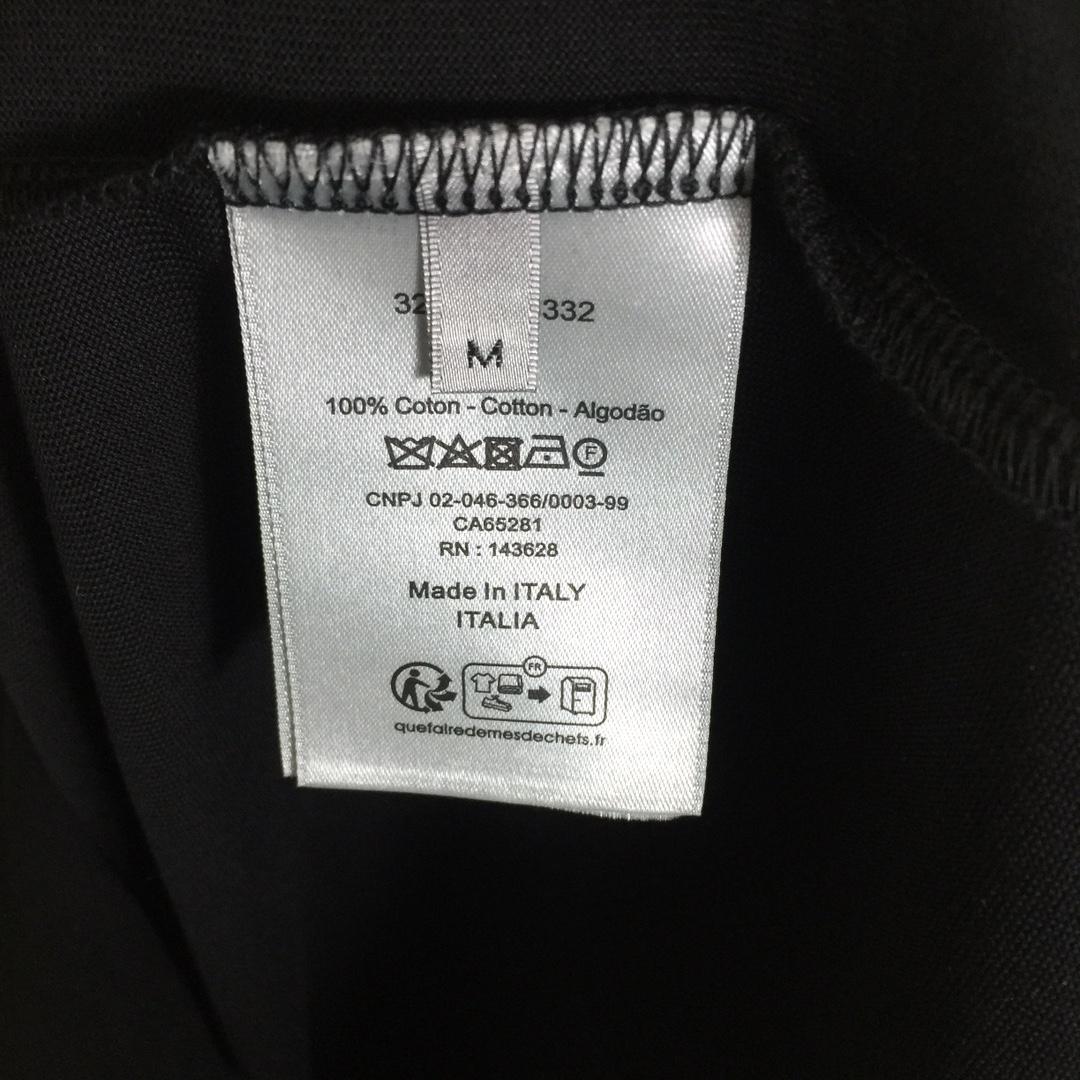 32 332
M
100% Coton - Cotton - Algodão
F
CNPJ 02-046-366/0003-99
CA65281
RN : 143628
Made In ITALY
ITALIA
FR
quefairedemesdechets.fr